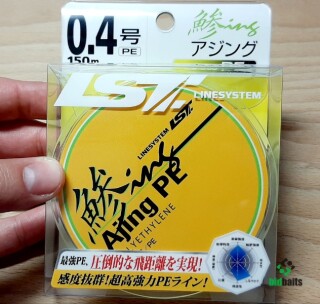 0.4号
PE
150m
鯵ing
アジング
LST
LINESYSTEM
LINESYSTEM LST
鯵ing
Ajing PE
YETHYLENE
PE
最強PE、圧倒的な飛距離を実現!
感度抜群!超高強力PEライン!
Bigbaits